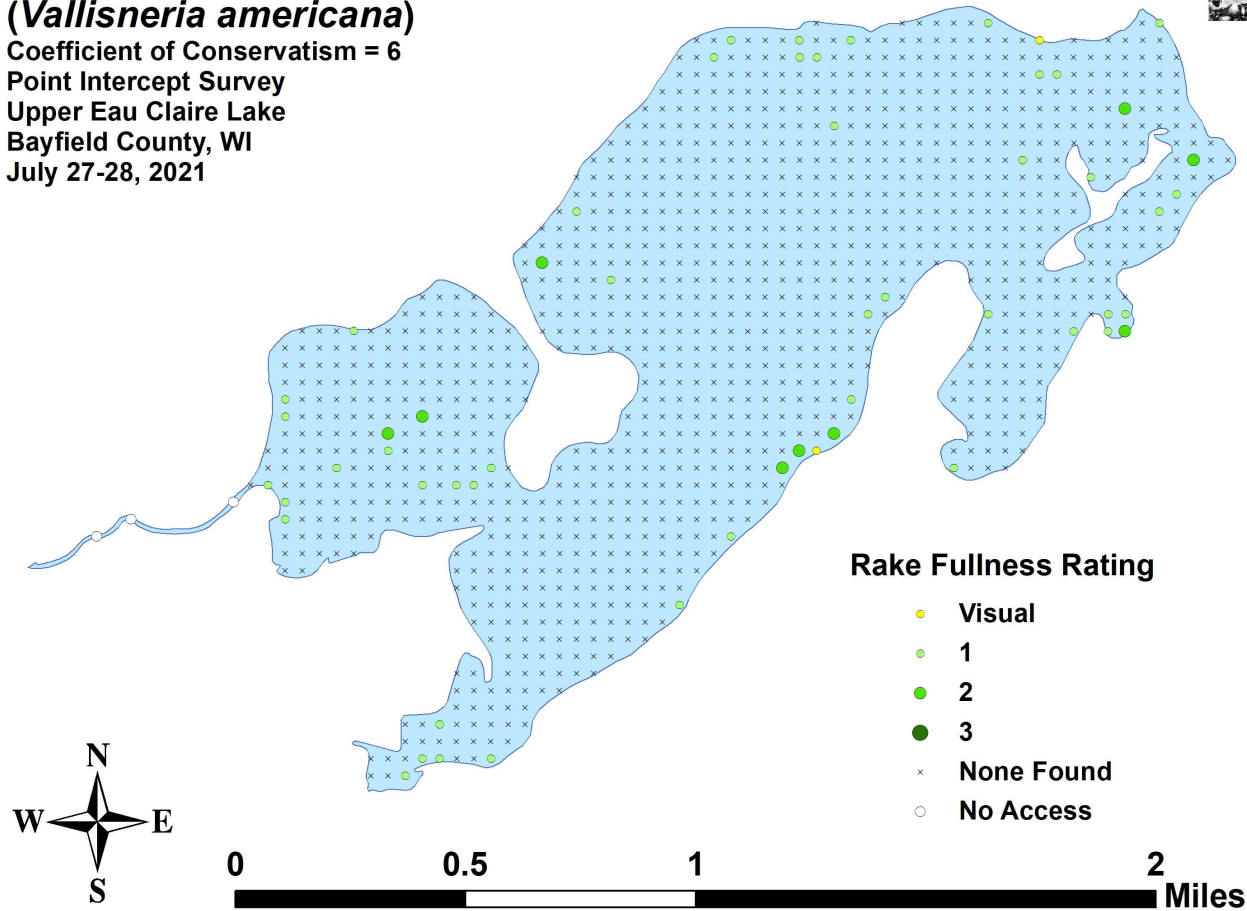 (Vallisneria americana)
Coefficient of Conservatism = 6
Point Intercept Survey
Upper Eau Claire Lake
Bayfield County, WI
July 27-28, 2021
Rake Fullness Rating
Visual
1
2
3
None Found
No Access
N
W E
S
0 0.5 1 2
Miles